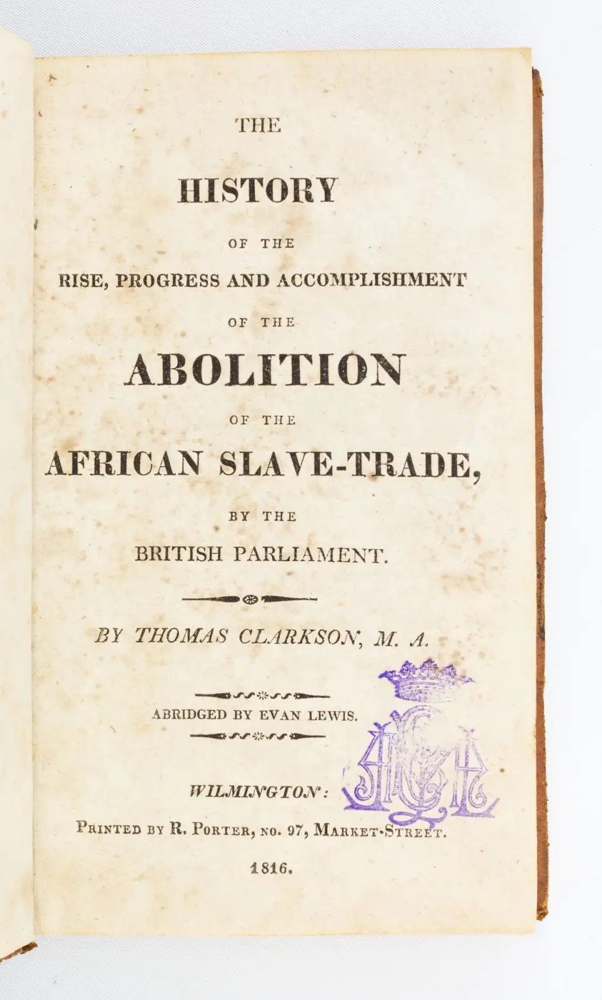 THE
HISTORY
OF THE
RISE, PROGRESS AND ACCOMPLISHMENT
OF THE
ABOLITION
OF THE
AFRICAN SLAVE-TRADE,
BY THE
BRITISH PARLIAMENT.
BY THOMAS CLARKSON, M. A.
ABRIDGED BY EVAN LEWIS.
WILMINGTON:
PRINTED BY R. PORTER, NO. 97, MARKET-STREET.
1816.